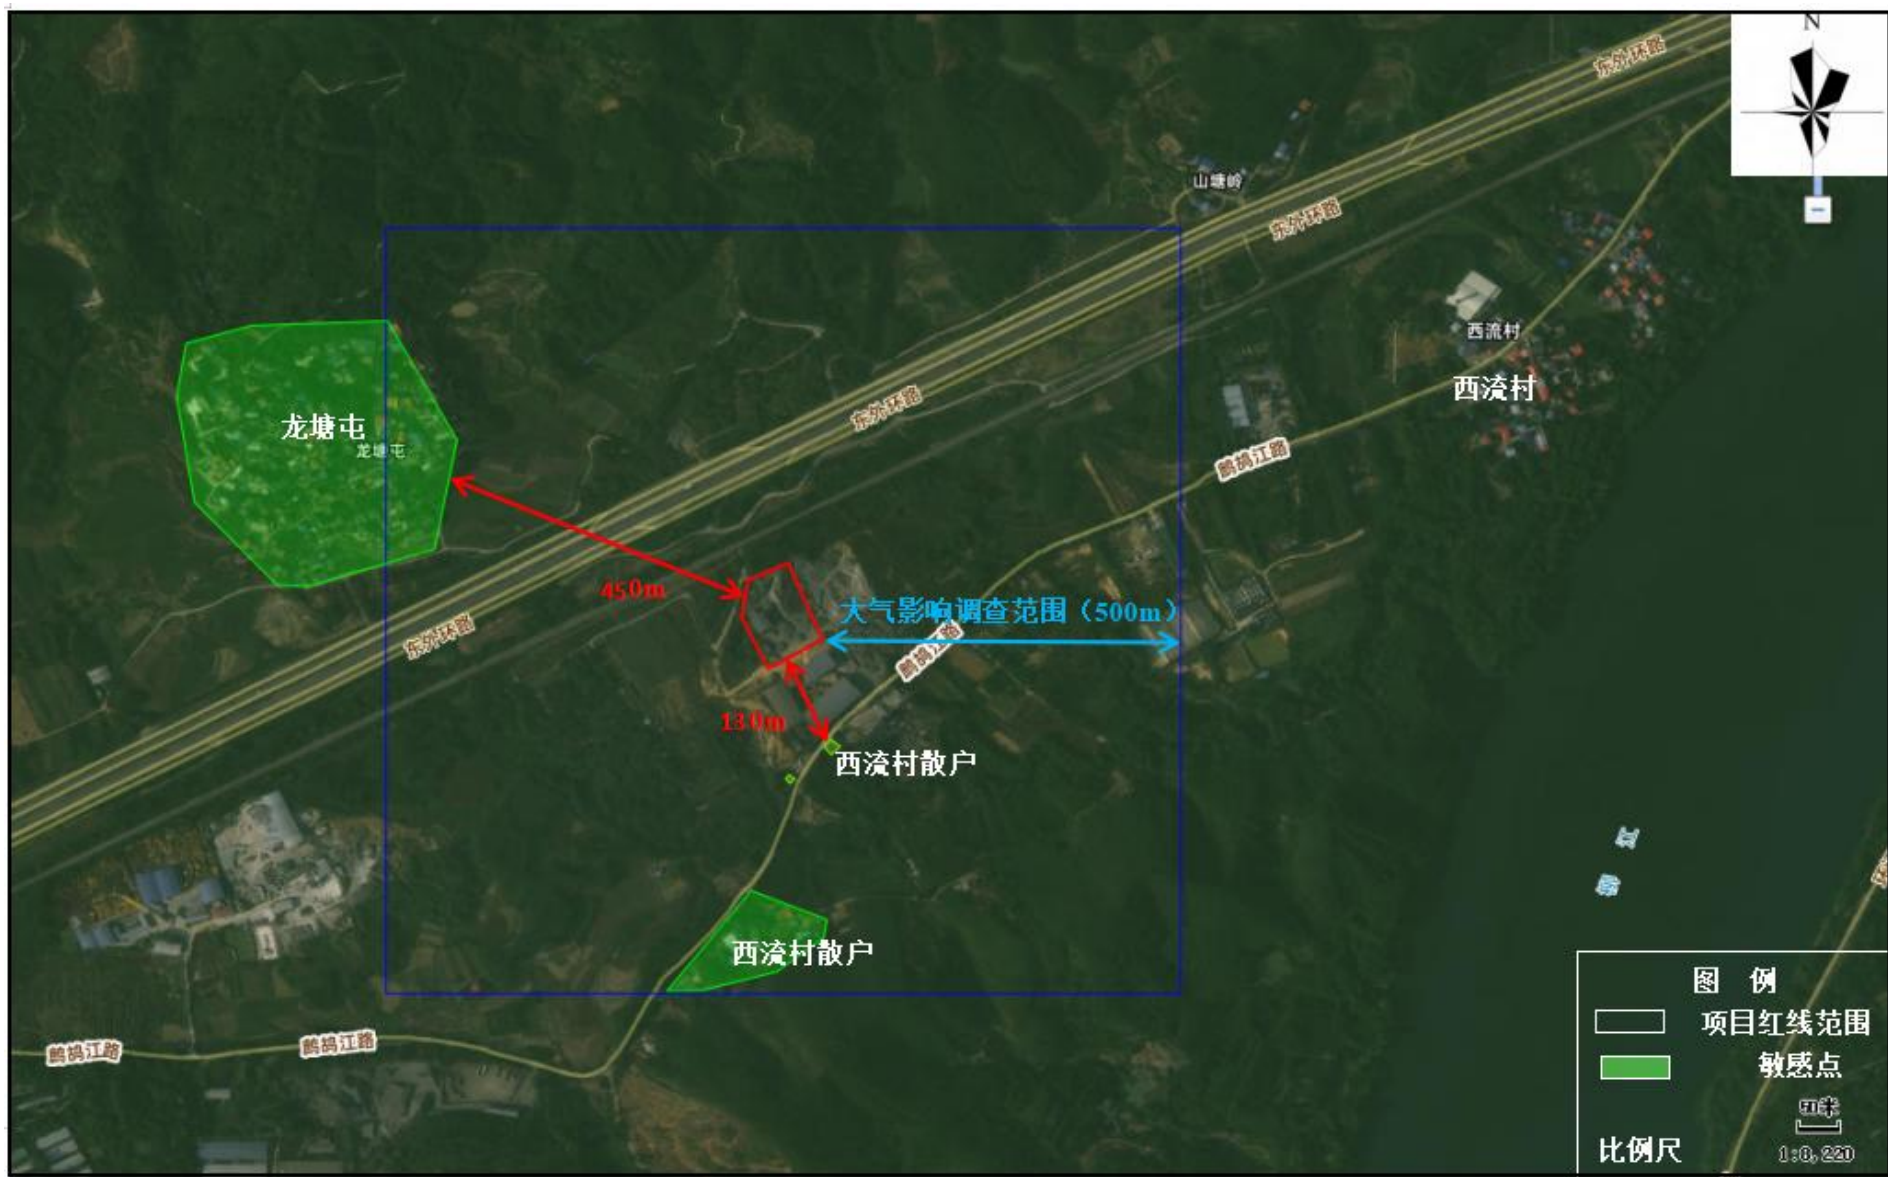 N
东外环路
山塘岭
东外环路
西流村
西流村
东外环路
龙塘屯
龙塘屯
鹧鸪江路
450m
大气影响调查范围（500m）
东外环路
鹧鸪江路
130m
西流村散户
江
西流村散户
图 例
项目红线范围
敏感点
50米
比例尺
1:8,220
鹧鸪江路
鹧鸪江路